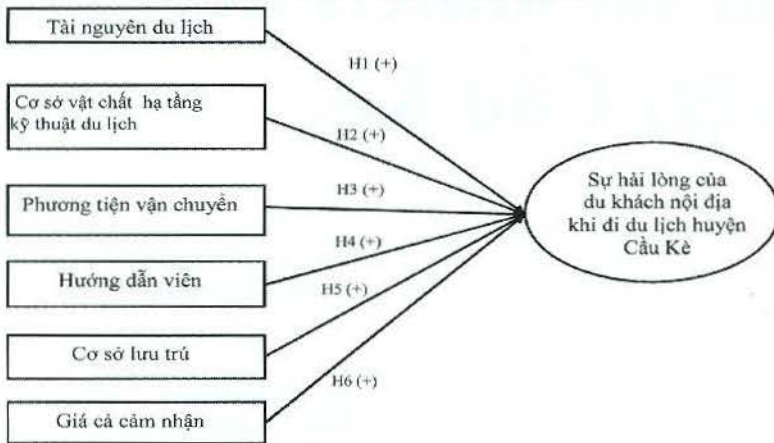 Tài nguyên du lịch
H1 (+)
Cơ sở vật chất hạ tầng
kỹ thuật du lịch
H2 (+)
Phương tiện vận chuyển
H3 (+)
Sự hài lòng của
du khách nội địa
khi đi du lịch huyện
Cầu Kè
H4 (+)
Hướng dẫn viên
H5 (+)
Cơ sở lưu trú
H6 (+)
Giá cả cảm nhận